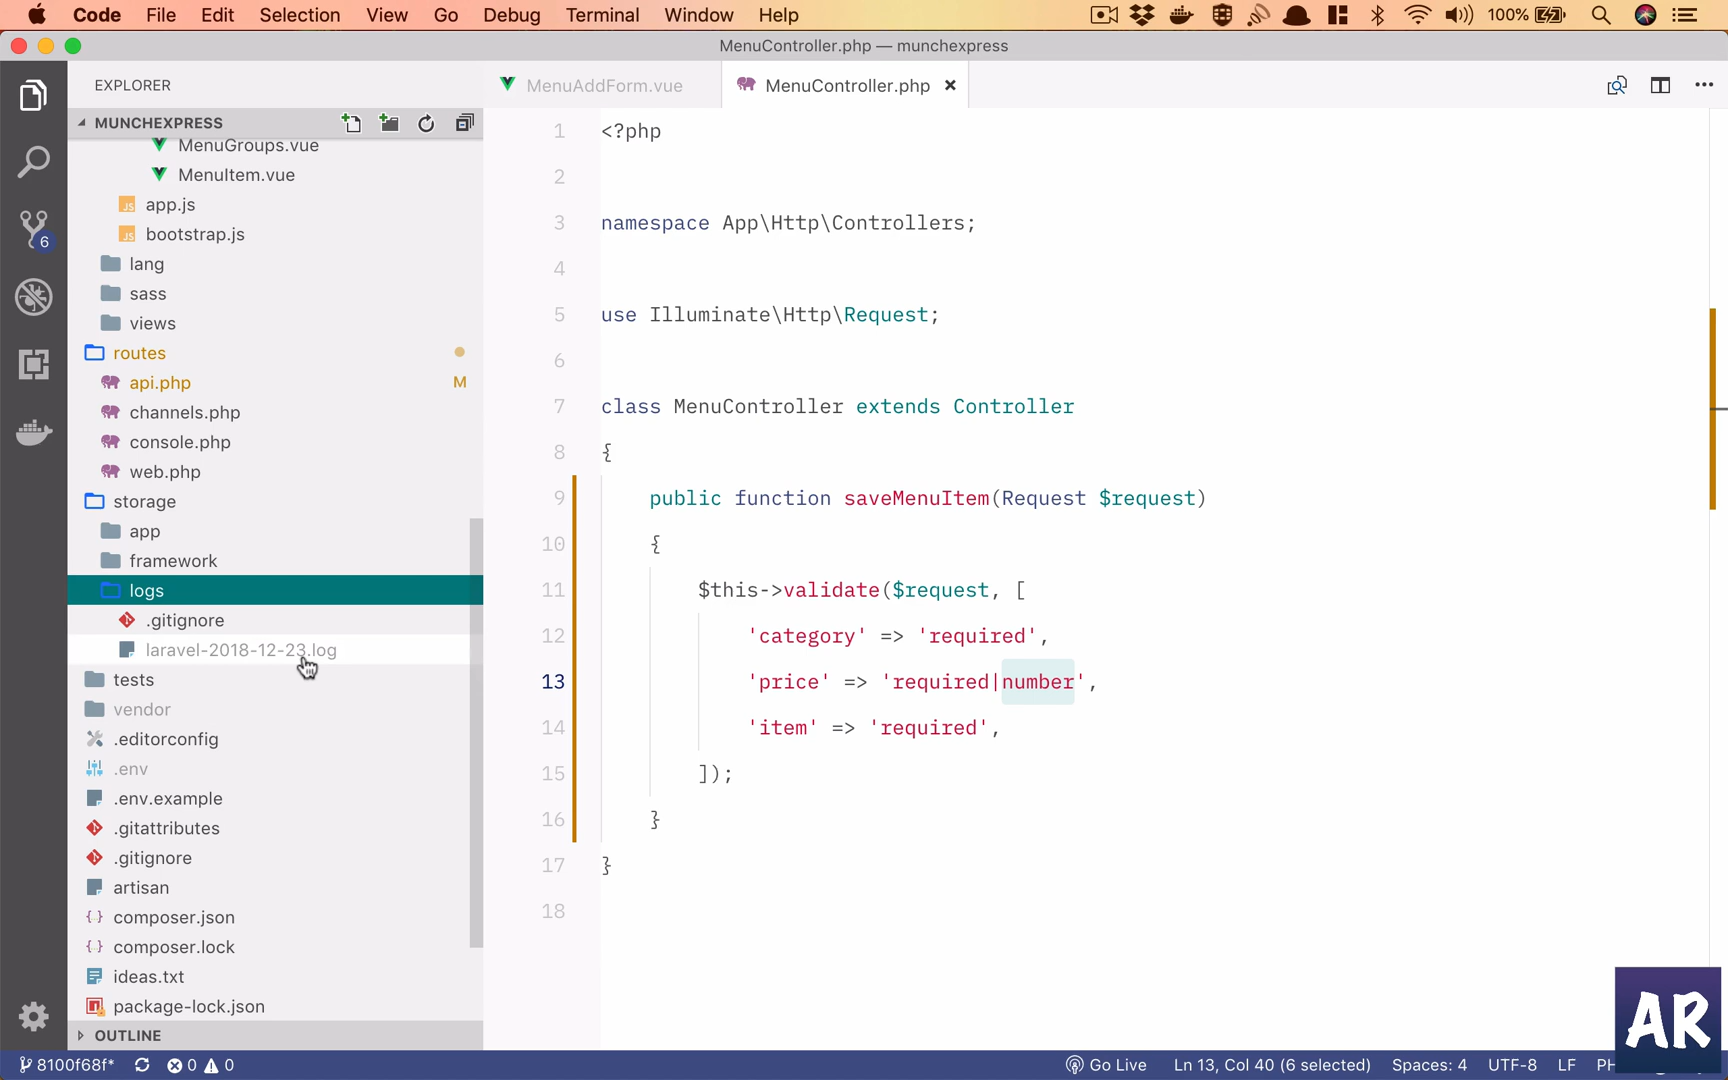 Code File Edit Selection View Go Debug Terminal Window Help 100%
MenuController.php — munchexpress
EXPLORER
MUNCHEXPRESS
MenuGroups.vue
MenuItem.vue
app.js
bootstrap.js
lang
sass
views
routes
api.php M
channels.php
console.php
web.php
storage
app
framework
logs
.gitignore
laravel-2018-12-23.log
tests
vendor
.editorconfig
.env
.env.example
.gitattributes
.gitignore
artisan
composer.json
composer.lock
ideas.txt
package-lock.json
OUTLINE
6
MenuAddForm.vue MenuController.php
1 <?php
2
3 namespace App\Http\Controllers;
4
5 use Illuminate\Http\Request;
6
7 class MenuController extends Controller
8 {
9 public function saveMenuItem(Request $request)
10 {
11 $this->validate($request, [
12 'category' => 'required',
13 'price' => 'required|number',
14 'item' => 'required',
15 ]);
16 }
17 }
18
AR
8100f68f* 0 0 Go Live Ln 13, Col 40 (6 selected) Spaces: 4 UTF-8 LF